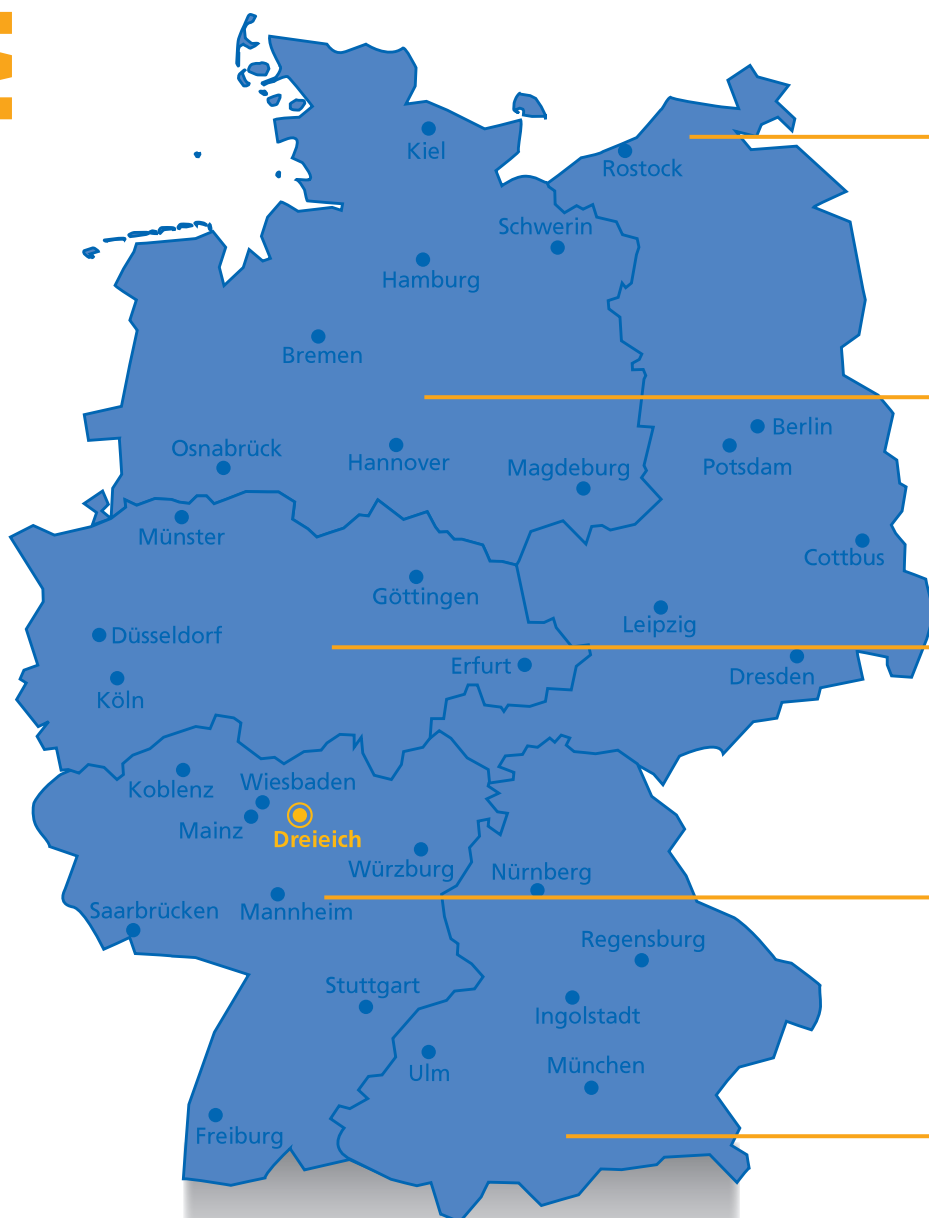 Kiel
Rostock
Schwerin
Hamburg
Bremen
Berlin
Osnabrück
Hannover
Magdeburg
Potsdam
Münster
Cottbus
Göttingen
Leipzig
Düsseldorf
Erfurt
Dresden
Köln
Wiesbaden
Koblenz
Mainz
Dreieich
Würzburg
Nürnberg
Saarbrücken
Mannheim
Regensburg
Stuttgart
Ingolstadt
München
Ulm
Freiburg